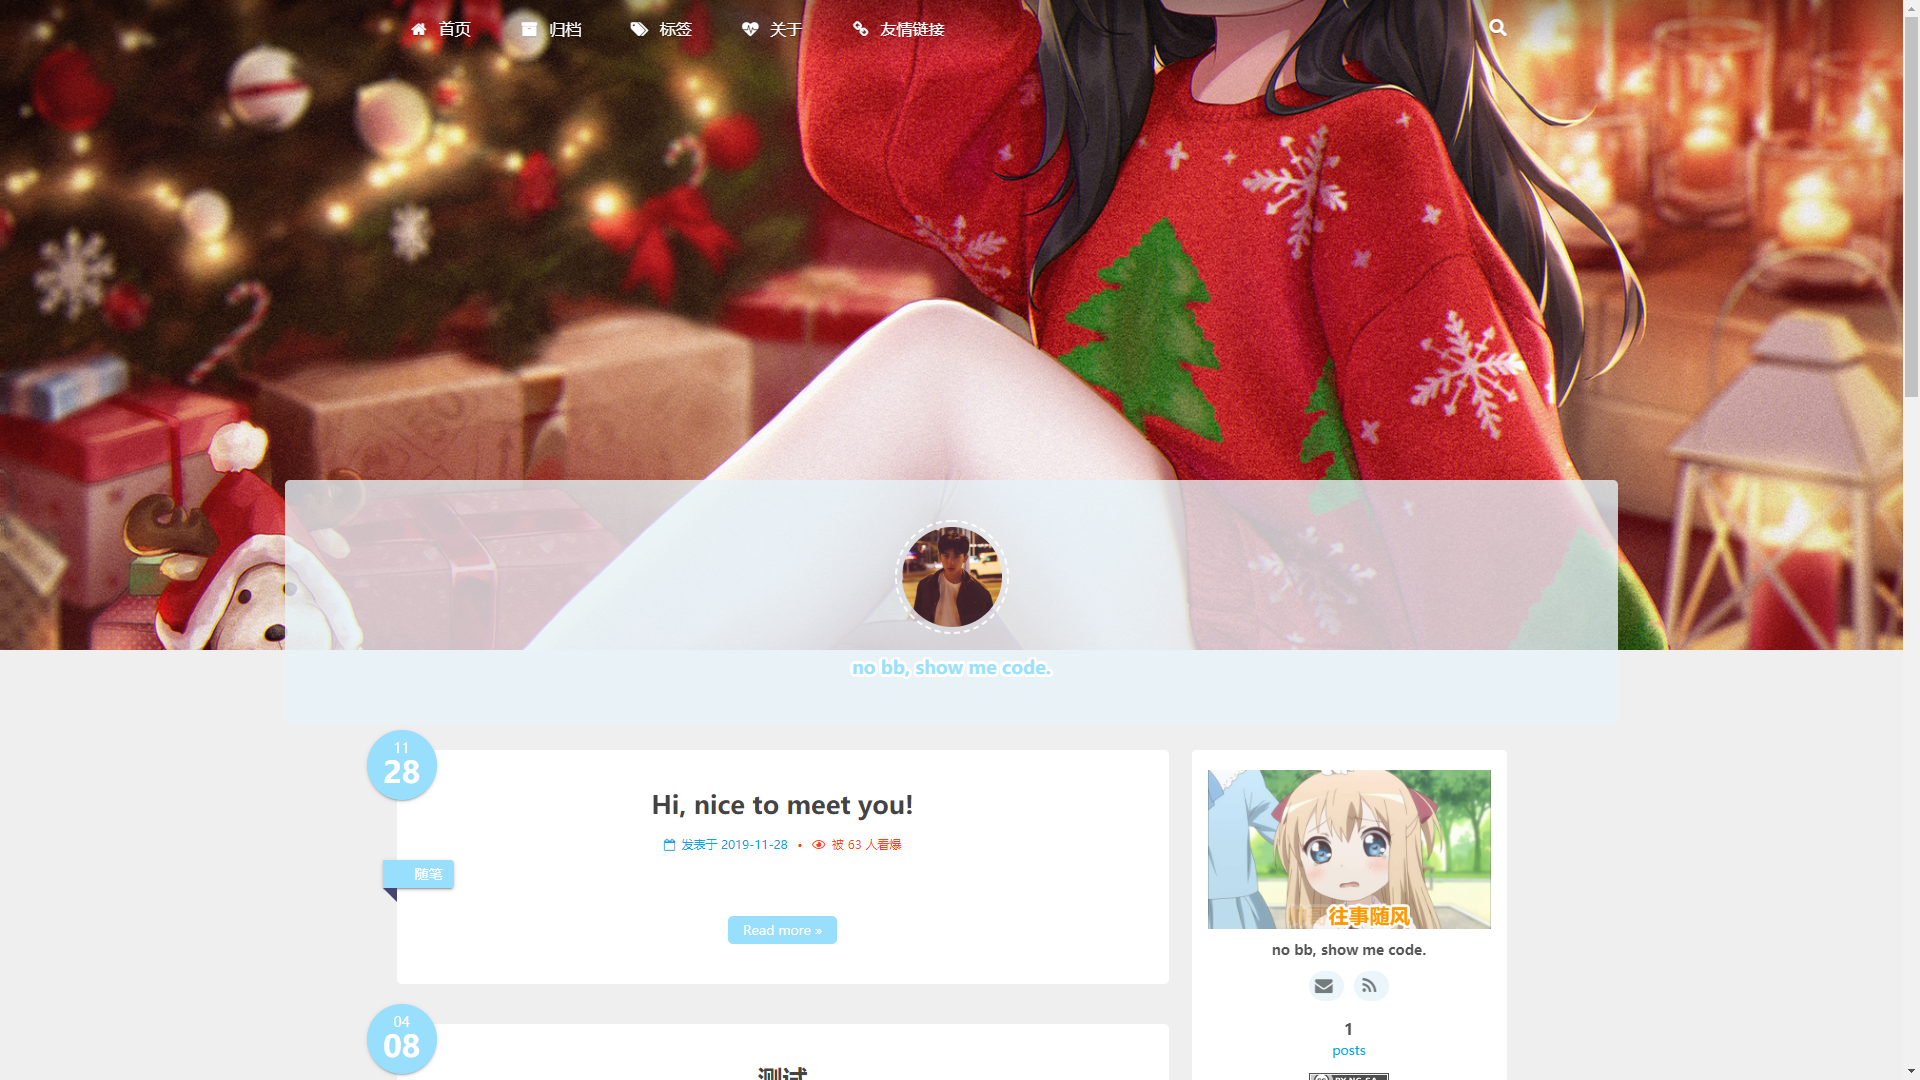 首页 归档 标签 关于 友情链接
no bb, show me code.
11
28
Hi, nice to meet you!
发表于 2019-11-28 • 被 63 人看爆
随笔
Read more »
往事随风
no bb, show me code.
1
posts
04
08
测试